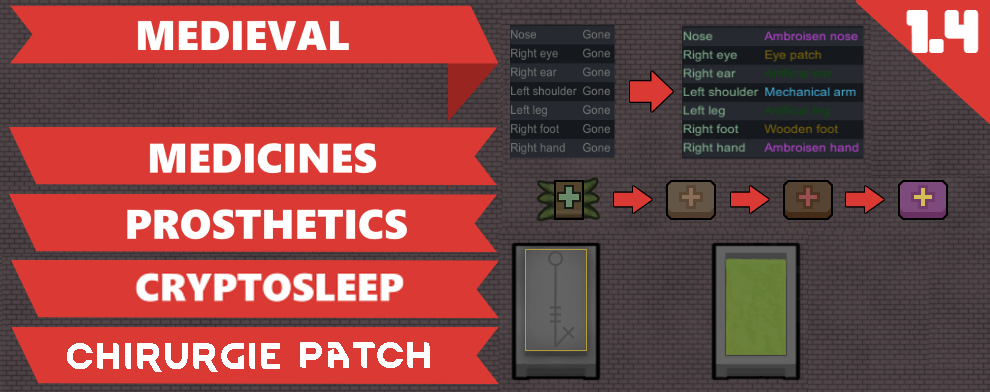 MEDIEVAL
MEDICINES
PROSTHETICS
CRYPTOSLEEP
CHIRURGIE PATCH
Nose Gone
Right eye Gone
Right ear Gone
Left shoulder Gone
Left leg Gone
Right foot Gone
Right hand Gone
Nose Ambroisen nose
Right eye Eye patch
Right ear
Left shoulder Mechanical arm
Left leg
Right foot Wooden foot
Right hand Ambroisen hand
1.4